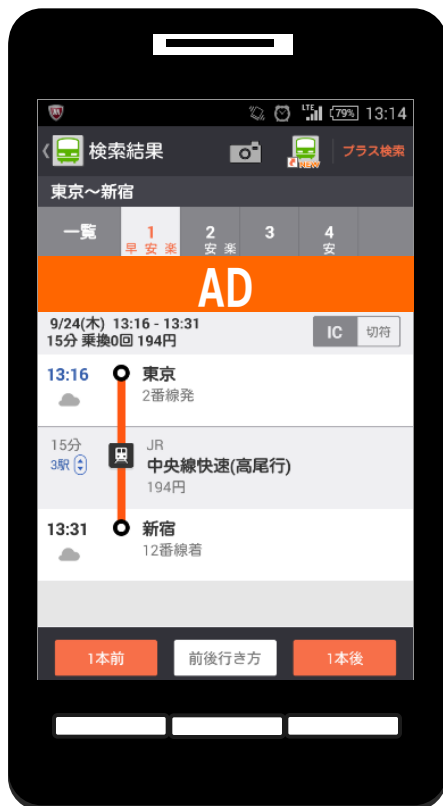 LTE 79% 13:14
検索結果 NEW プラス検索
東京〜新宿
一覧 1 2 3 4
早 安 楽 安 楽 安
AD
9/24(木) 13:16 - 13:31
15分 乗換0回 194円
IC 切符
13:16 東京
2番線発
15分 JR
3駅 中央線快速(高尾行)
194円
13:31 新宿
12番線着
1本前 前後行き方 1本後